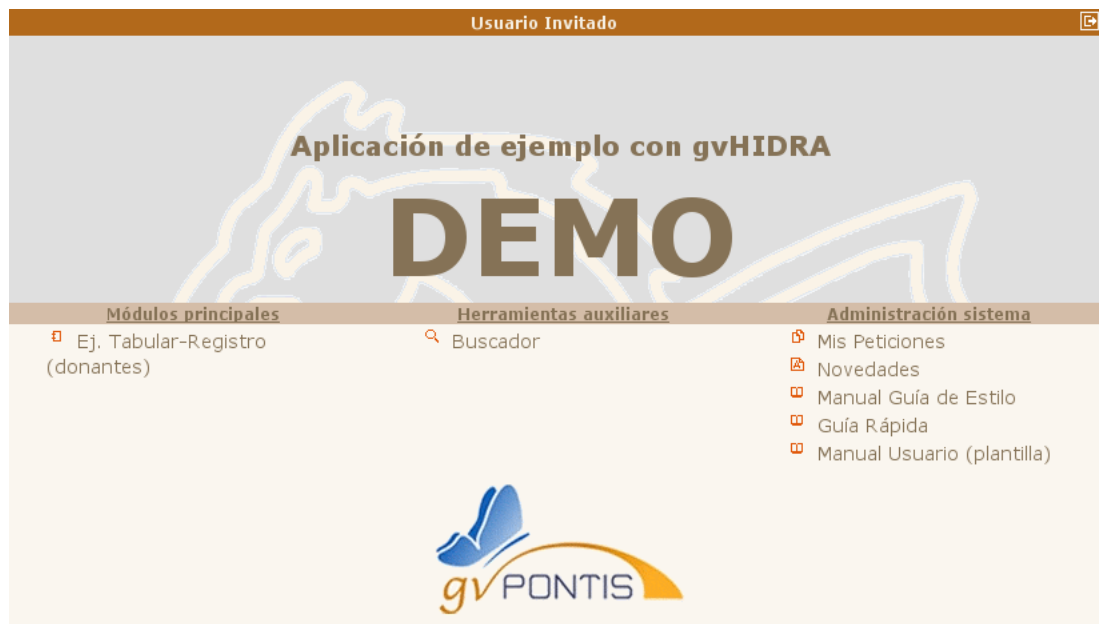 Usuario Invitado
Aplicación de ejemplo con gvHIDRA
DEMO
Módulos principales
Ej. Tabular-Registro
(donantes)
Herramientas auxiliares
Buscador
Administración sistema
Mis Peticiones
Novedades
Manual Guía de Estilo
Guía Rápida
Manual Usuario (plantilla)
gvPONTIS